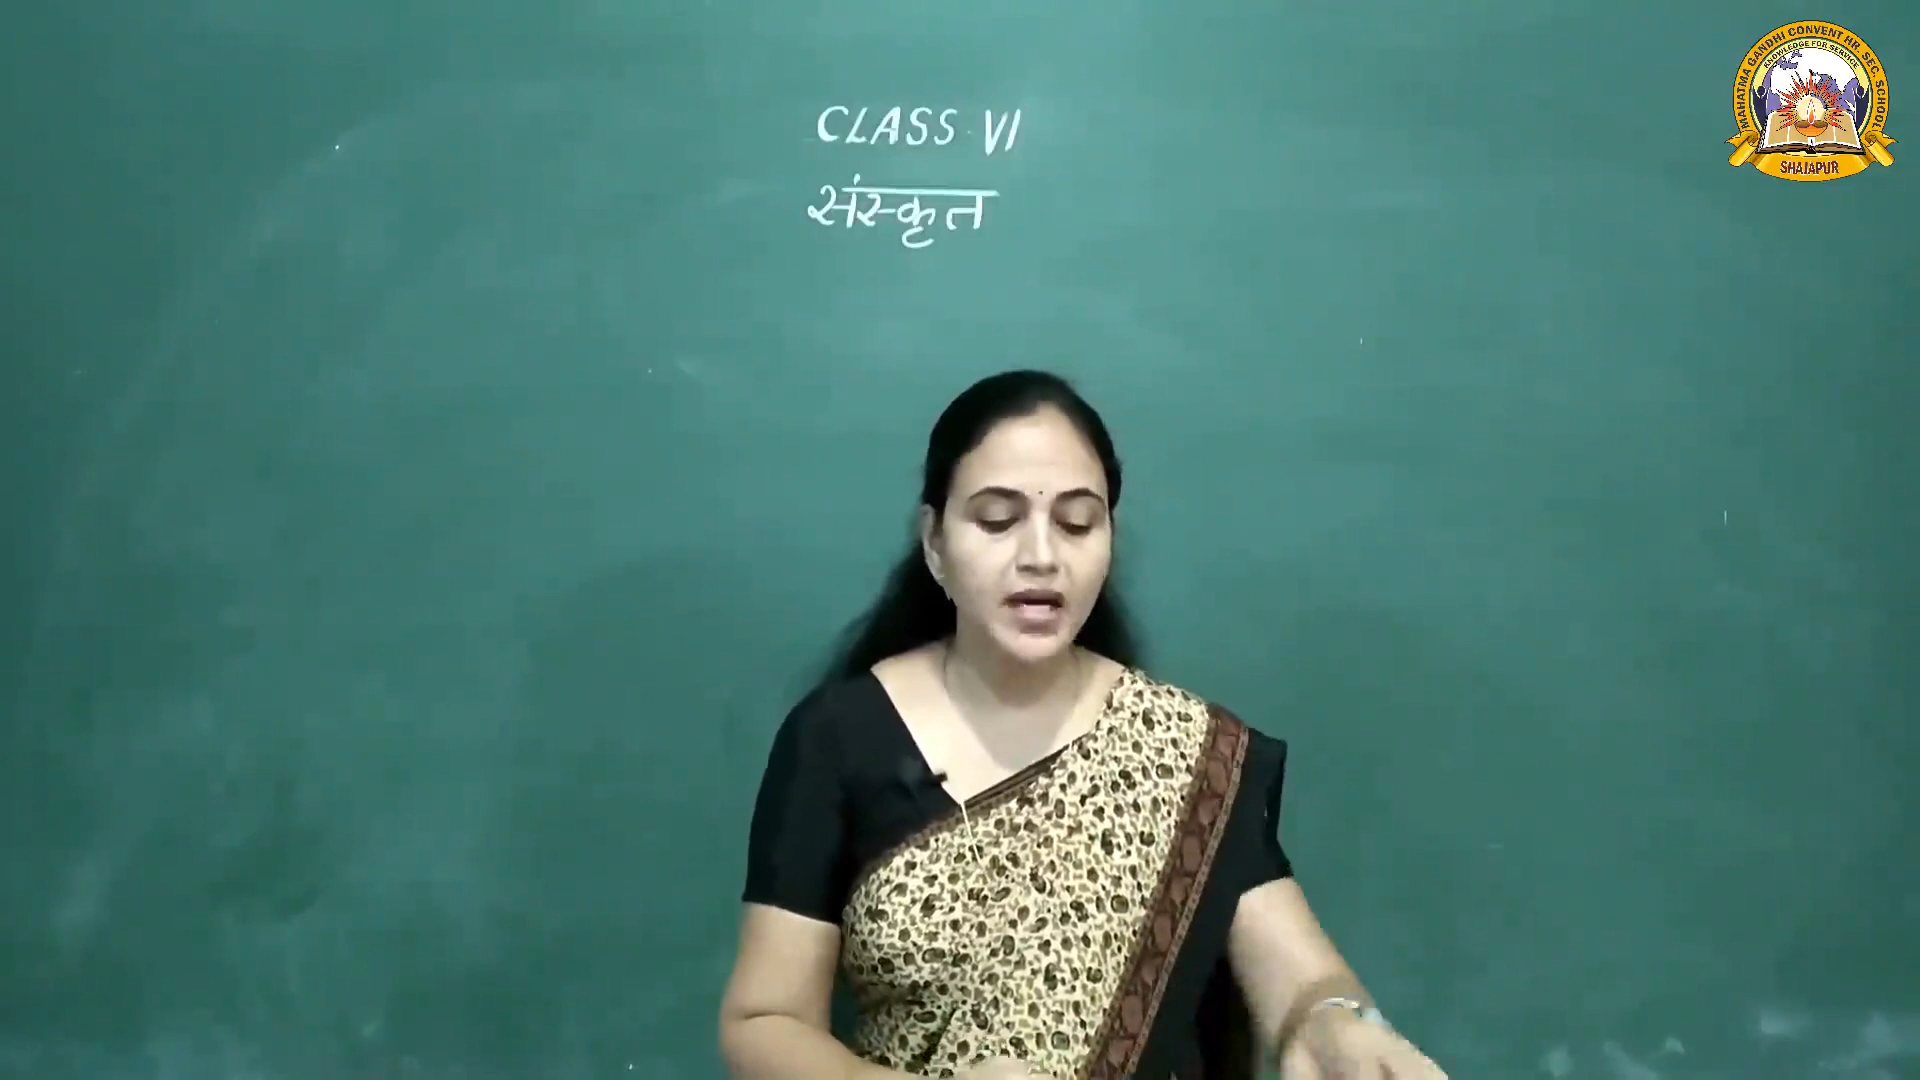 CLASS VI
संस्कृत
MAHATMA GANDHI CONVENT HR. SEC. SCHOOL
KNOWLEDGE FOR SERVICE
SHAJAPUR